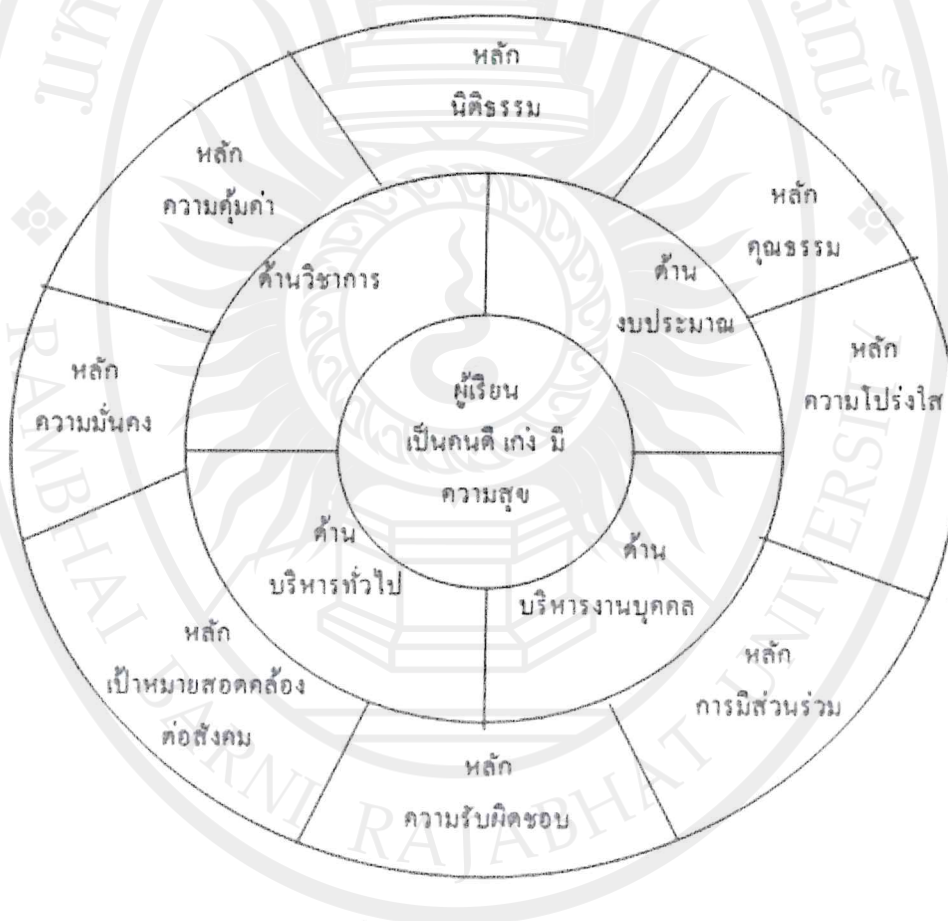 หลัก
นิติธรรม
หลัก
คุณธรรม
หลัก
ความโปร่งใส
หลัก
การมีส่วนร่วม
หลัก
ความรับผิดชอบ
หลัก
เป้าหมายสอดคล้อง
ต่อสังคม
หลัก
ความมั่นคง
หลัก
ความคุ้มค่า
ด้านวิชาการ
ด้าน
งบประมาณ
ด้าน
บริหารงานบุคคล
ด้าน
บริหารทั่วไป
ผู้เรียน
เป็นคนดี เก่ง มี
ความสุข
RAMBHAI BARNI RAJABHAT UNIVERSITY